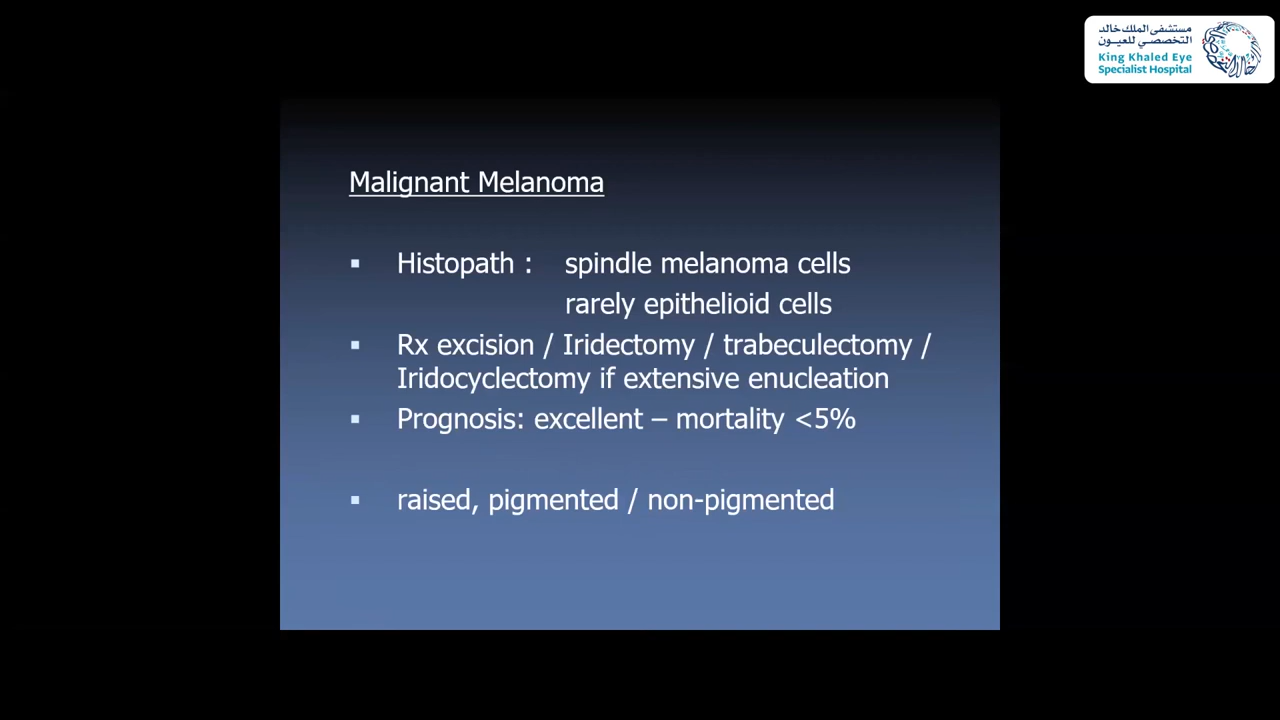 مستشفى الملك خالد
التخصصي للعيون
King Khaled Eye
Specialist Hospital
Malignant Melanoma
▪ Histopath : spindle melanoma cells
rarely epithelioid cells
▪ Rx excision / Iridectomy / trabeculectomy /
Iridocyclectomy if extensive enucleation
▪ Prognosis: excellent – mortality <5%
▪ raised, pigmented / non-pigmented